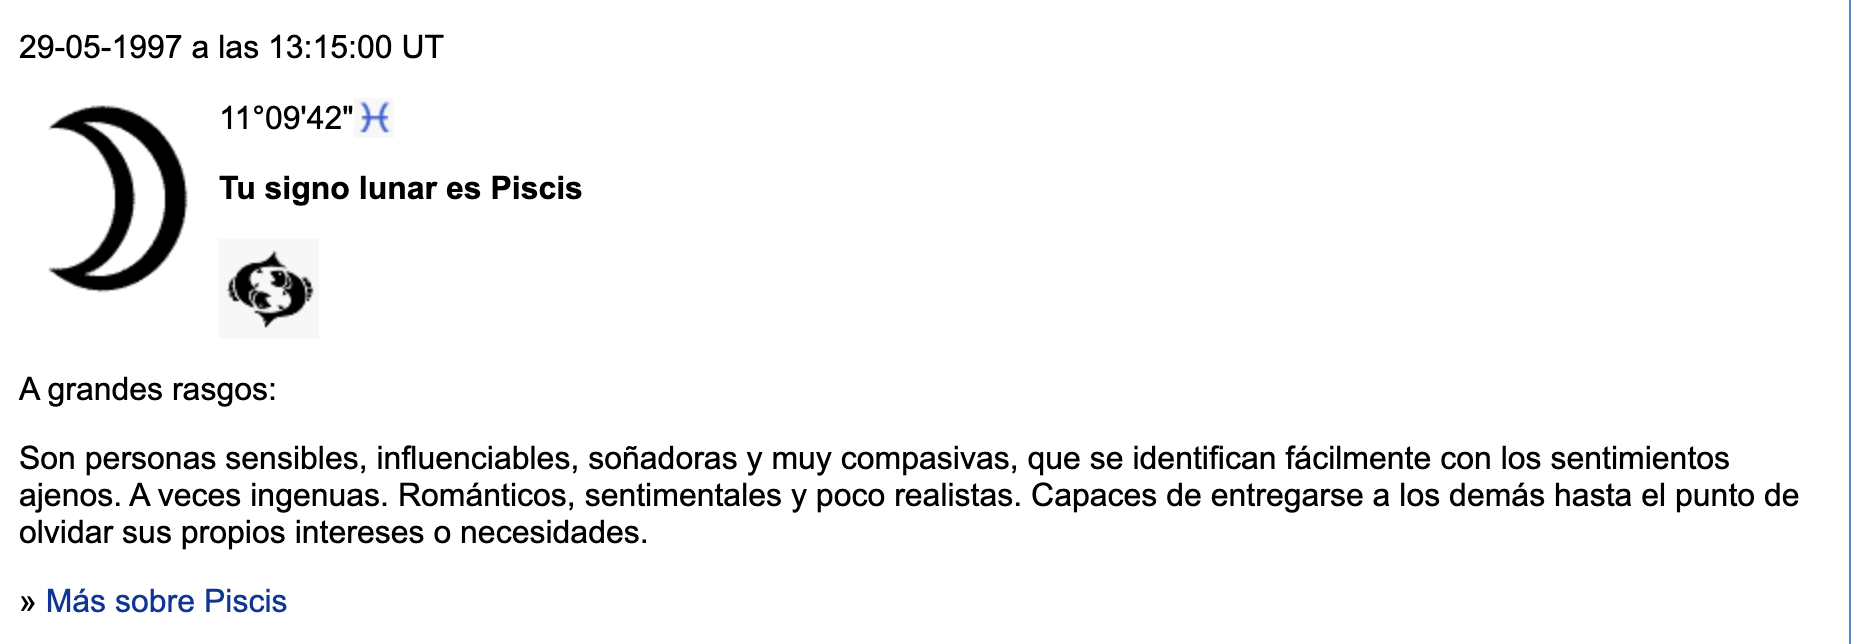 29-05-1997 a las 13:15:00 UT
11°09'42"♓
Tu signo lunar es Piscis
A grandes rasgos:
Son personas sensibles, influenciables, soñadoras y muy compasivas, que se identifican fácilmente con los sentimientos
ajenos. A veces ingenuas. Románticos, sentimentales y poco realistas. Capaces de entregarse a los demás hasta el punto de
olvidar sus propios intereses o necesidades.
» Más sobre Piscis